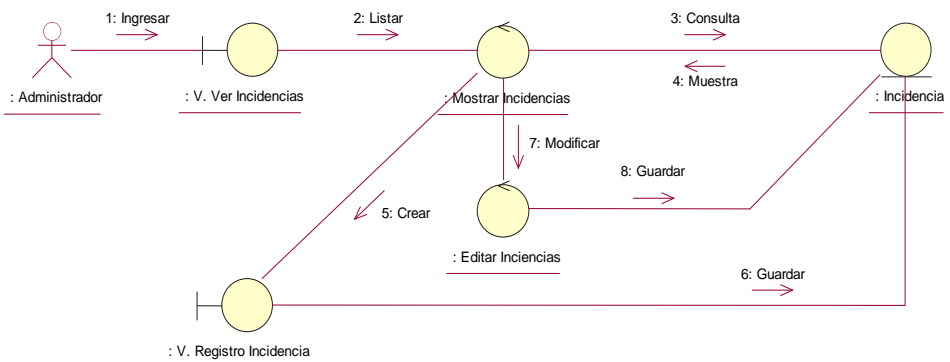 1: Ingresar
2: Listar
3: Consulta
4: Muestra
: Administrador
: V. Ver Incidencias
: Mostrar Incidencias
: Incidencia
7: Modificar
8: Guardar
5: Crear
: Editar Inciencias
6: Guardar
: V. Registro Incidencia